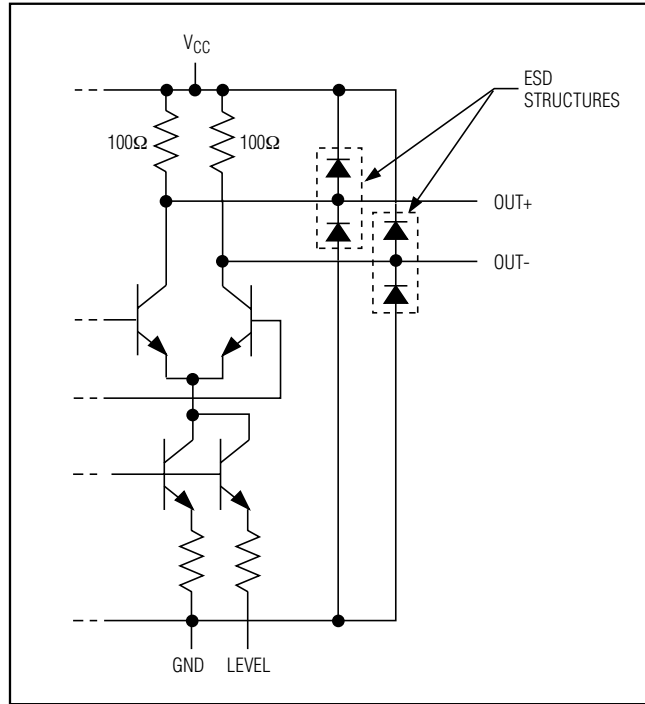 VCC
ESD
STRUCTURES
100Ω 100Ω
OUT+
OUT-
GND LEVEL